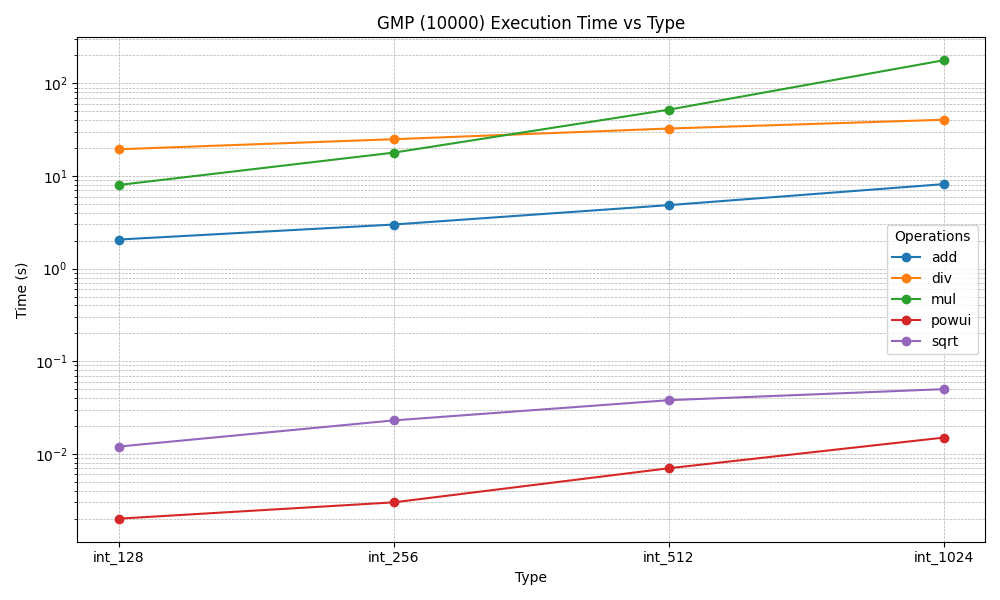 GMP (10000) Execution Time vs Type
Time (s)
10²
10¹
10⁰
10⁻¹
10⁻²
Operations
add
div
mul
powui
sqrt
int_128
int_256
int_512
int_1024
Type